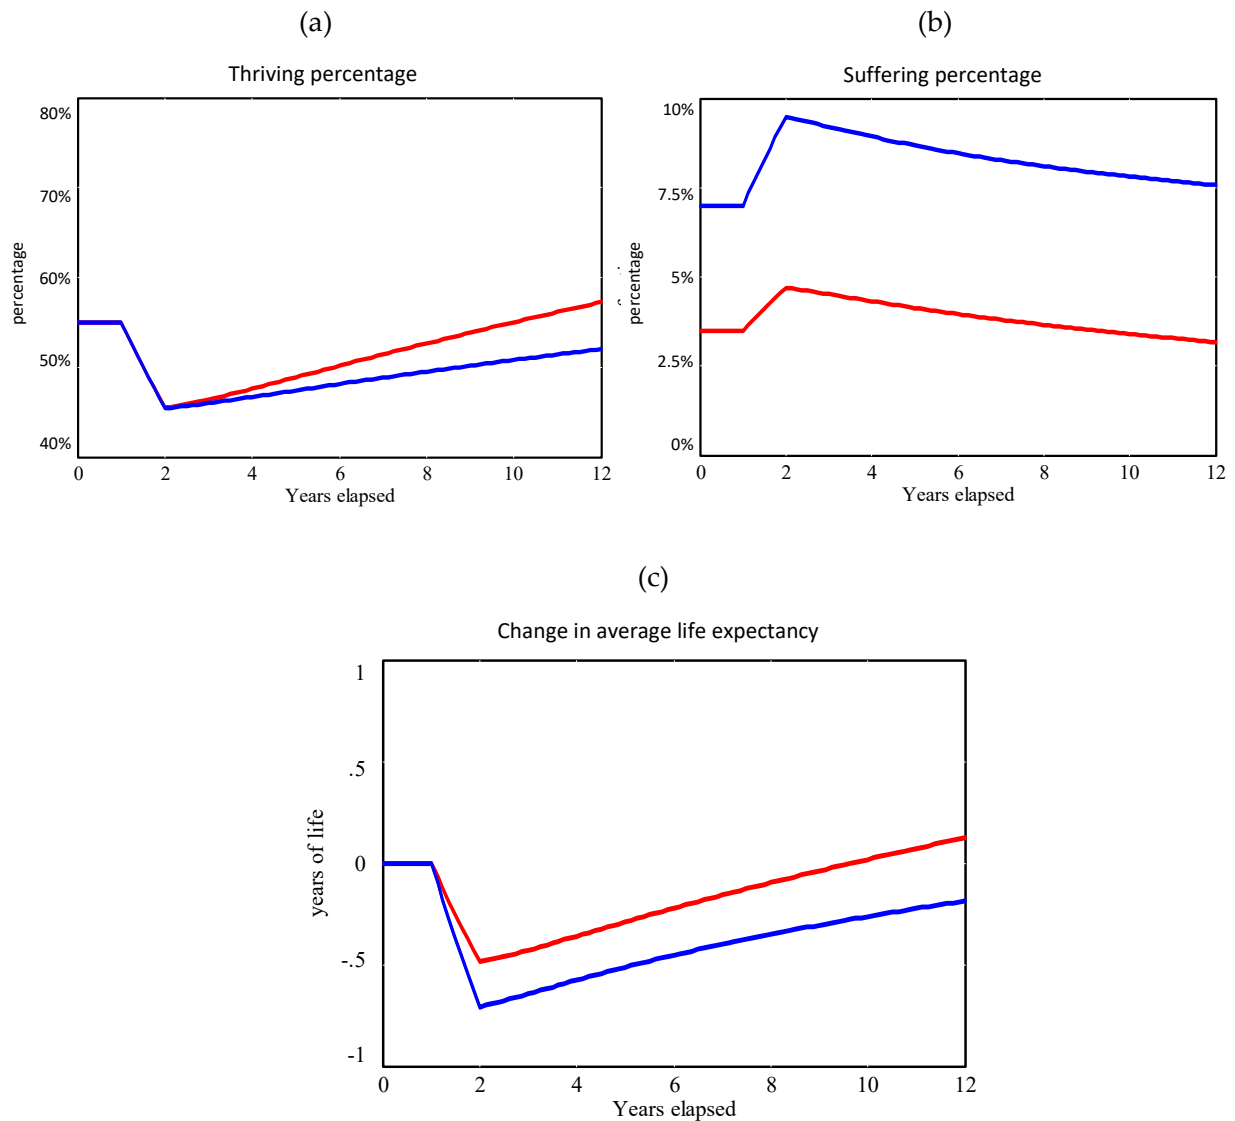 (a)
Thriving percentage
80%
70%
60%
50%
40%
percentage
0 2 4 6 8 10 12
Years elapsed
(b)
Suffering percentage
10%
7.5%
5%
2.5%
0%
percentage
0 2 4 6 8 10 12
Years elapsed
(c)
Change in average life expectancy
1
.5
0
-.5
-1
years of life
0 2 4 6 8 10 12
Years elapsed